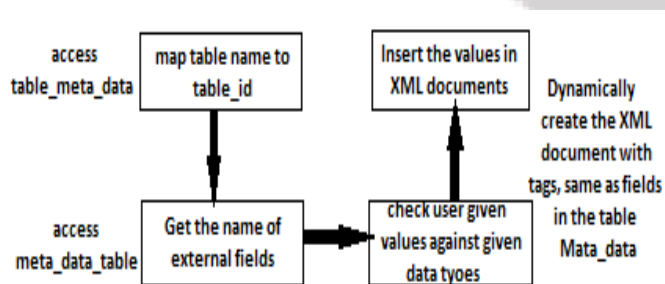 access
table_meta_data
map table name to
table_id
Insert the values in
XML documents
Dynamically
create the XML
document with
tags, same as fields
in the table
Mata_data
access
meta_data_table
Get the name of
external fields
check user given
values against given
data tyoes